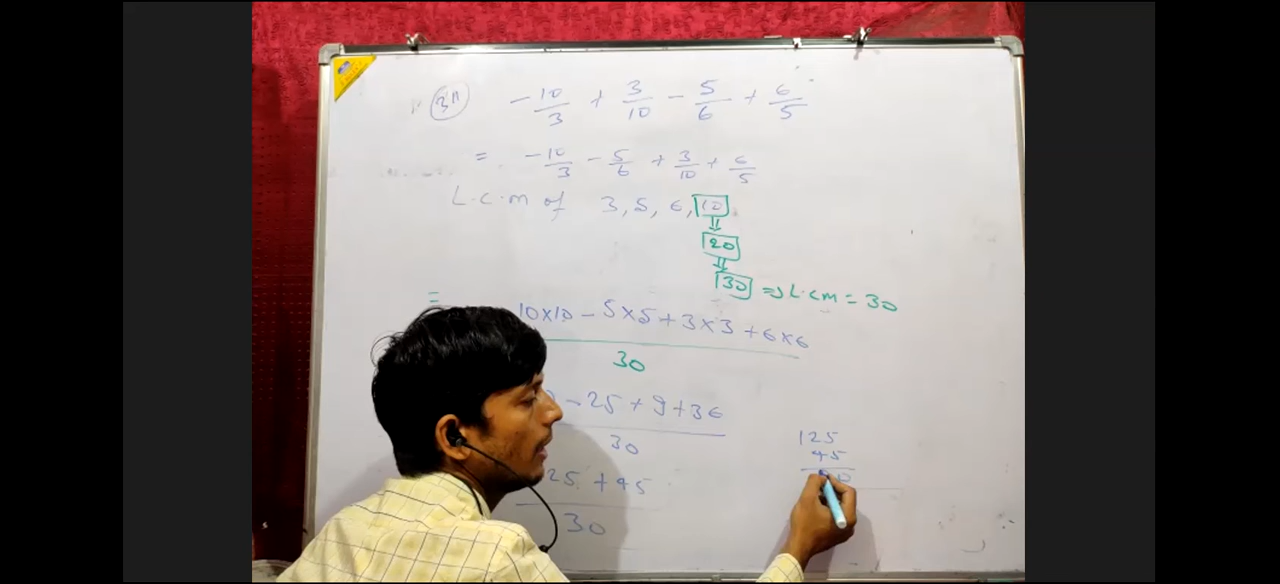 3) -10/3 + 3/10 - 5/6 + 6/5
= -10/3 - 5/6 + 3/10 + 6/5
L.C.M of 3, 5, 6, 10
20
30 => L.C.M = 30
=
10×10 - 5×5 + 3×3 + 6×6
30
- 25 + 9 + 36
30
125
45
80
25 + 45
30